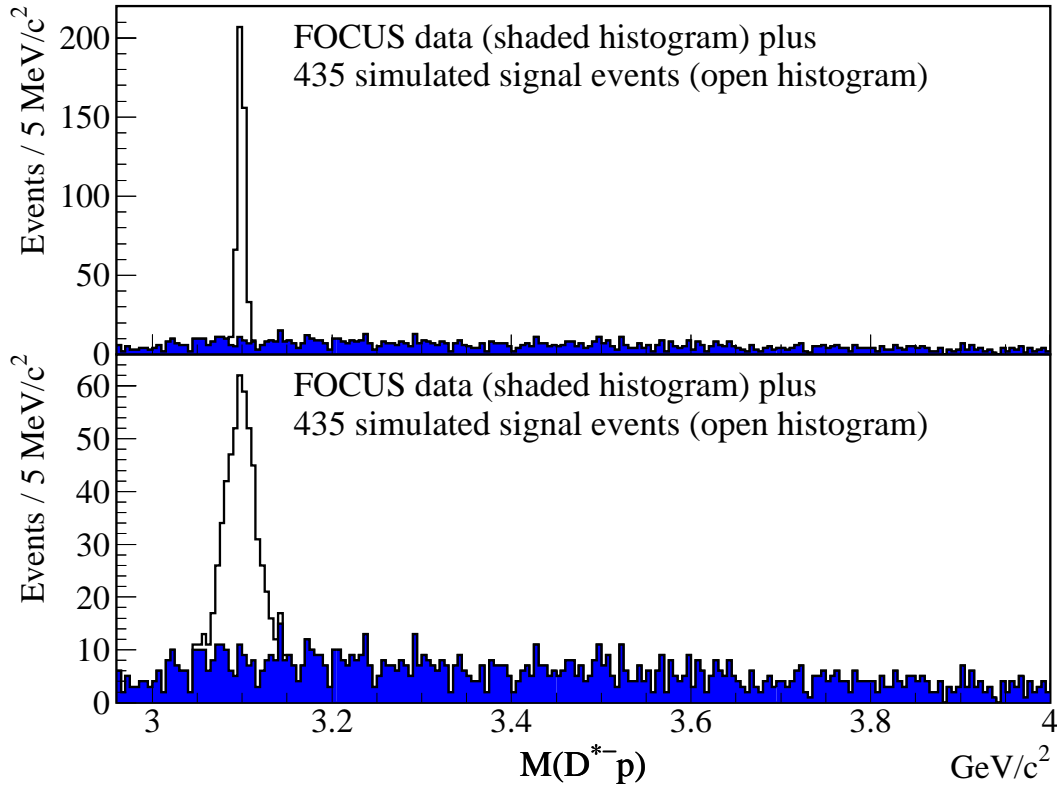 FOCUS data (shaded histogram) plus
435 simulated signal events (open histogram)
Events / 5 MeV/c²
200
150
100
50
0
FOCUS data (shaded histogram) plus
435 simulated signal events (open histogram)
Events / 5 MeV/c²
60
50
40
30
20
10
0
3 3.2 3.4 3.6 3.8 4
M(D*⁻p) GeV/c²